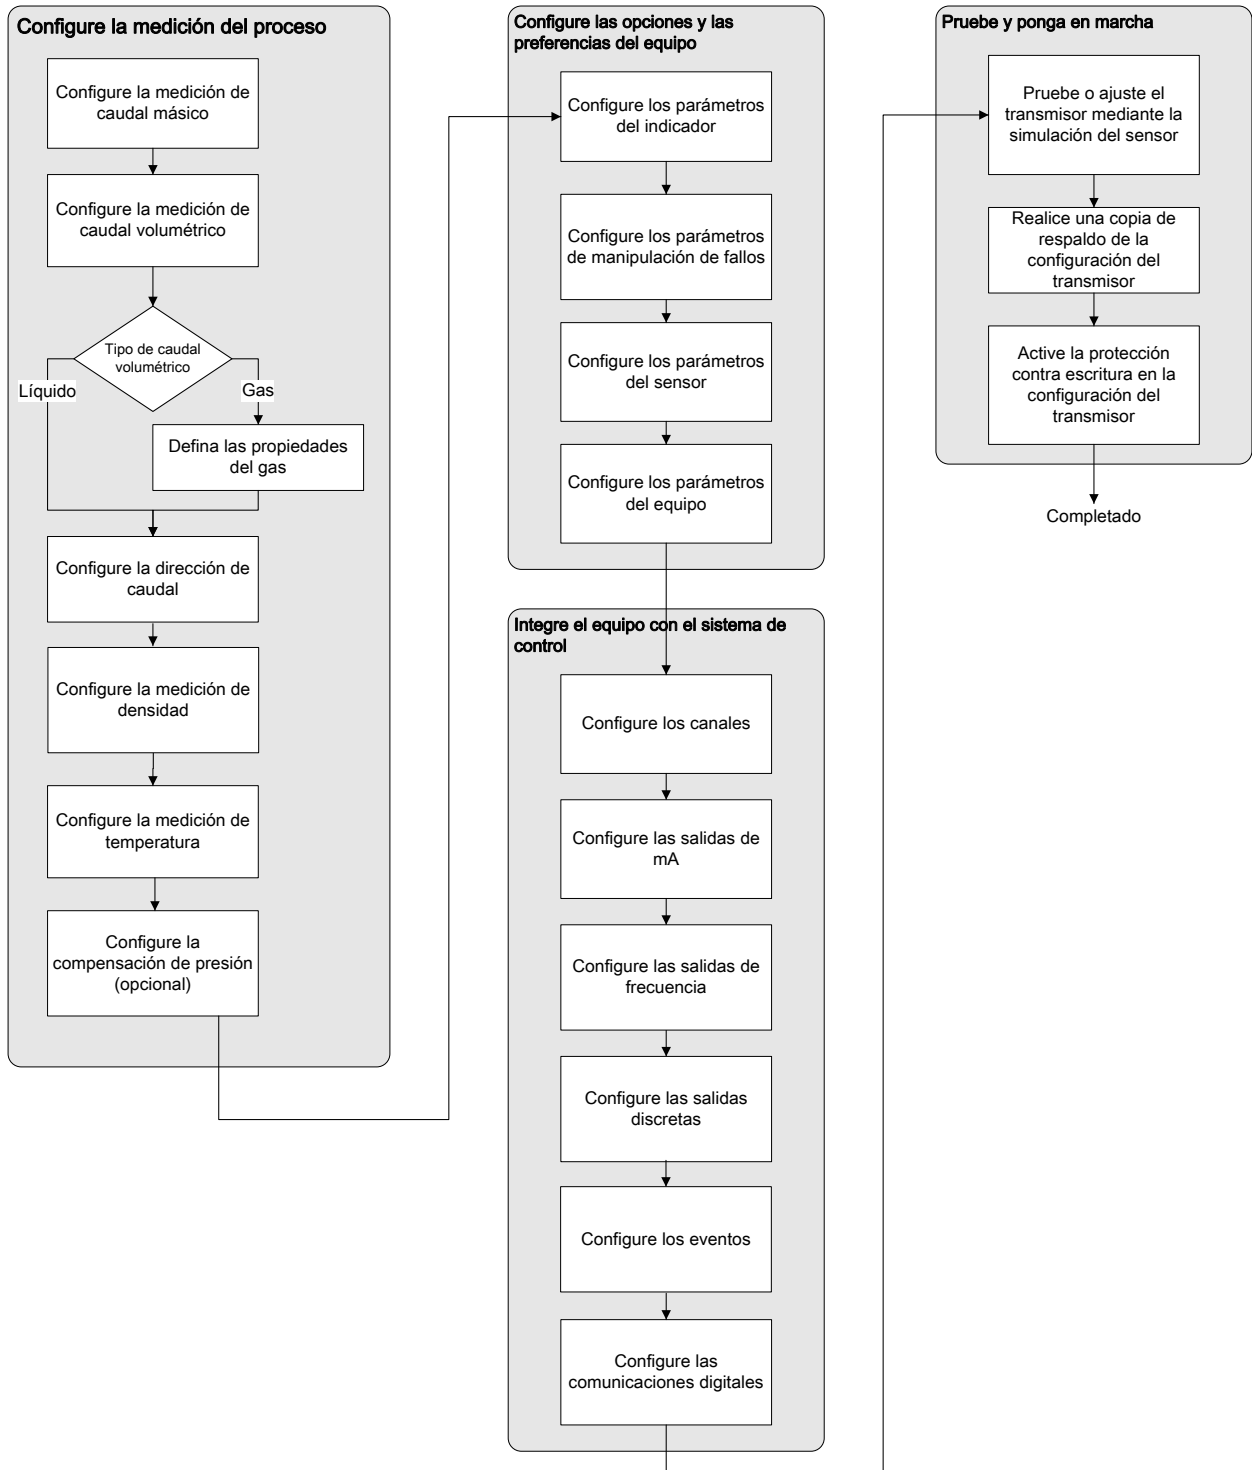 Configure la medición del proceso
Configure la medición de
caudal másico
Configure la medición de
caudal volumétrico
Tipo de caudal
volumétrico
Líquido
Gas
Defina las propiedades
del gas
Configure la dirección de
caudal
Configure la medición de
densidad
Configure la medición de
temperatura
Configure la
compensación de presión
(opcional)
Configure las opciones y las
preferencias del equipo
Configure los parámetros
del indicador
Configure los parámetros
de manipulación de fallos
Configure los parámetros
del sensor
Configure los parámetros
del equipo
Integre el equipo con el sistema de
control
Configure los canales
Configure las salidas de
mA
Configure las salidas de
frecuencia
Configure las salidas
discretas
Configure los eventos
Configure las
comunicaciones digitales
Pruebe y ponga en marcha
Pruebe o ajuste el
transmisor mediante la
simulación del sensor
Realice una copia de
respaldo de la
configuración del
transmisor
Active la protección
contra escritura en la
configuración del
transmisor
Completado